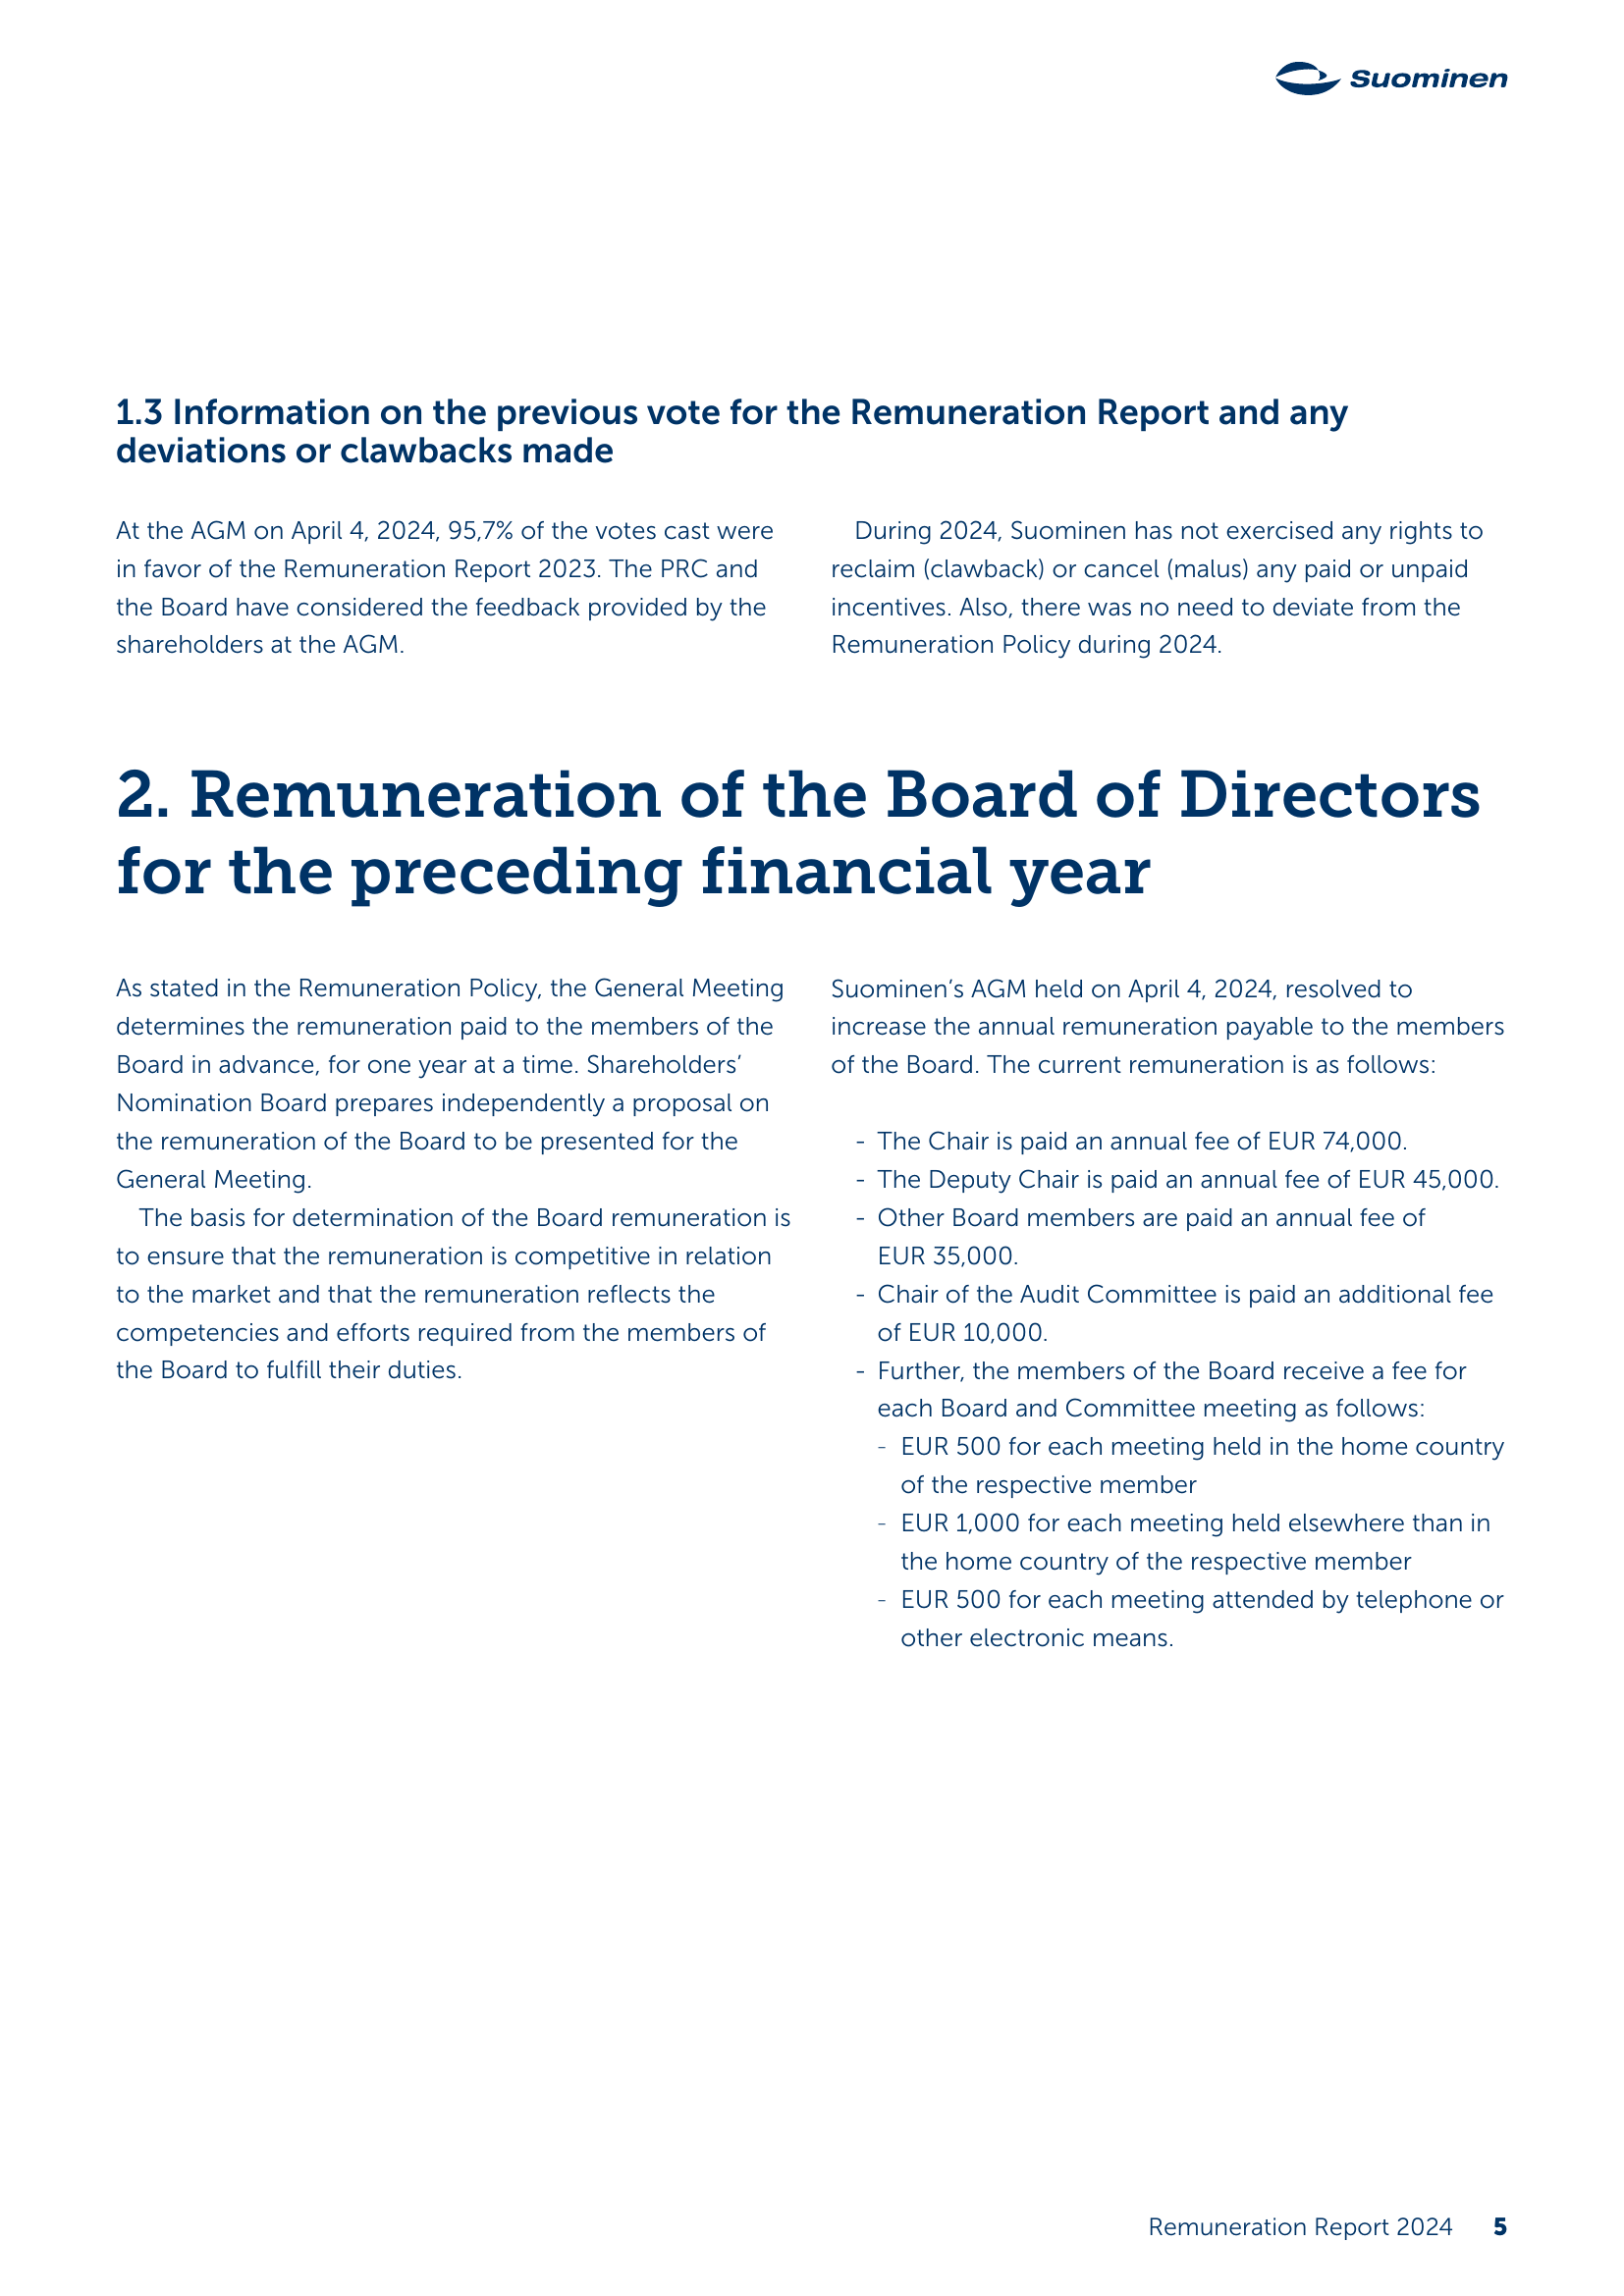 Suominen
1.3 Information on the previous vote for the Remuneration Report and any
deviations or clawbacks made
At the AGM on April 4, 2024, 95,7% of the votes cast were
in favor of the Remuneration Report 2023. The PRC and
the Board have considered the feedback provided by the
shareholders at the AGM.
During 2024, Suominen has not exercised any rights to
reclaim (clawback) or cancel (malus) any paid or unpaid
incentives. Also, there was no need to deviate from the
Remuneration Policy during 2024.
2. Remuneration of the Board of Directors
for the preceding financial year
As stated in the Remuneration Policy, the General Meeting
determines the remuneration paid to the members of the
Board in advance, for one year at a time. Shareholders’
Nomination Board prepares independently a proposal on
the remuneration of the Board to be presented for the
General Meeting.
The basis for determination of the Board remuneration is
to ensure that the remuneration is competitive in relation
to the market and that the remuneration reflects the
competencies and efforts required from the members of
the Board to fulfill their duties.
Suominen’s AGM held on April 4, 2024, resolved to
increase the annual remuneration payable to the members
of the Board. The current remuneration is as follows:
- The Chair is paid an annual fee of EUR 74,000.
- The Deputy Chair is paid an annual fee of EUR 45,000.
- Other Board members are paid an annual fee of
EUR 35,000.
- Chair of the Audit Committee is paid an additional fee
of EUR 10,000.
- Further, the members of the Board receive a fee for
each Board and Committee meeting as follows:
- EUR 500 for each meeting held in the home country
of the respective member
- EUR 1,000 for each meeting held elsewhere than in
the home country of the respective member
- EUR 500 for each meeting attended by telephone or
other electronic means.
Remuneration Report 2024 5